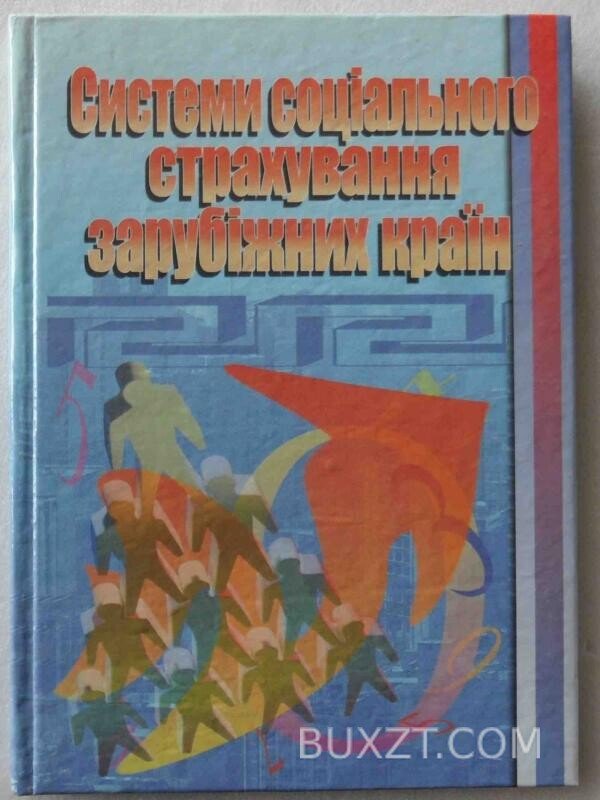 Системи соціального
страхування
зарубіжних країн
BUXZT.COM